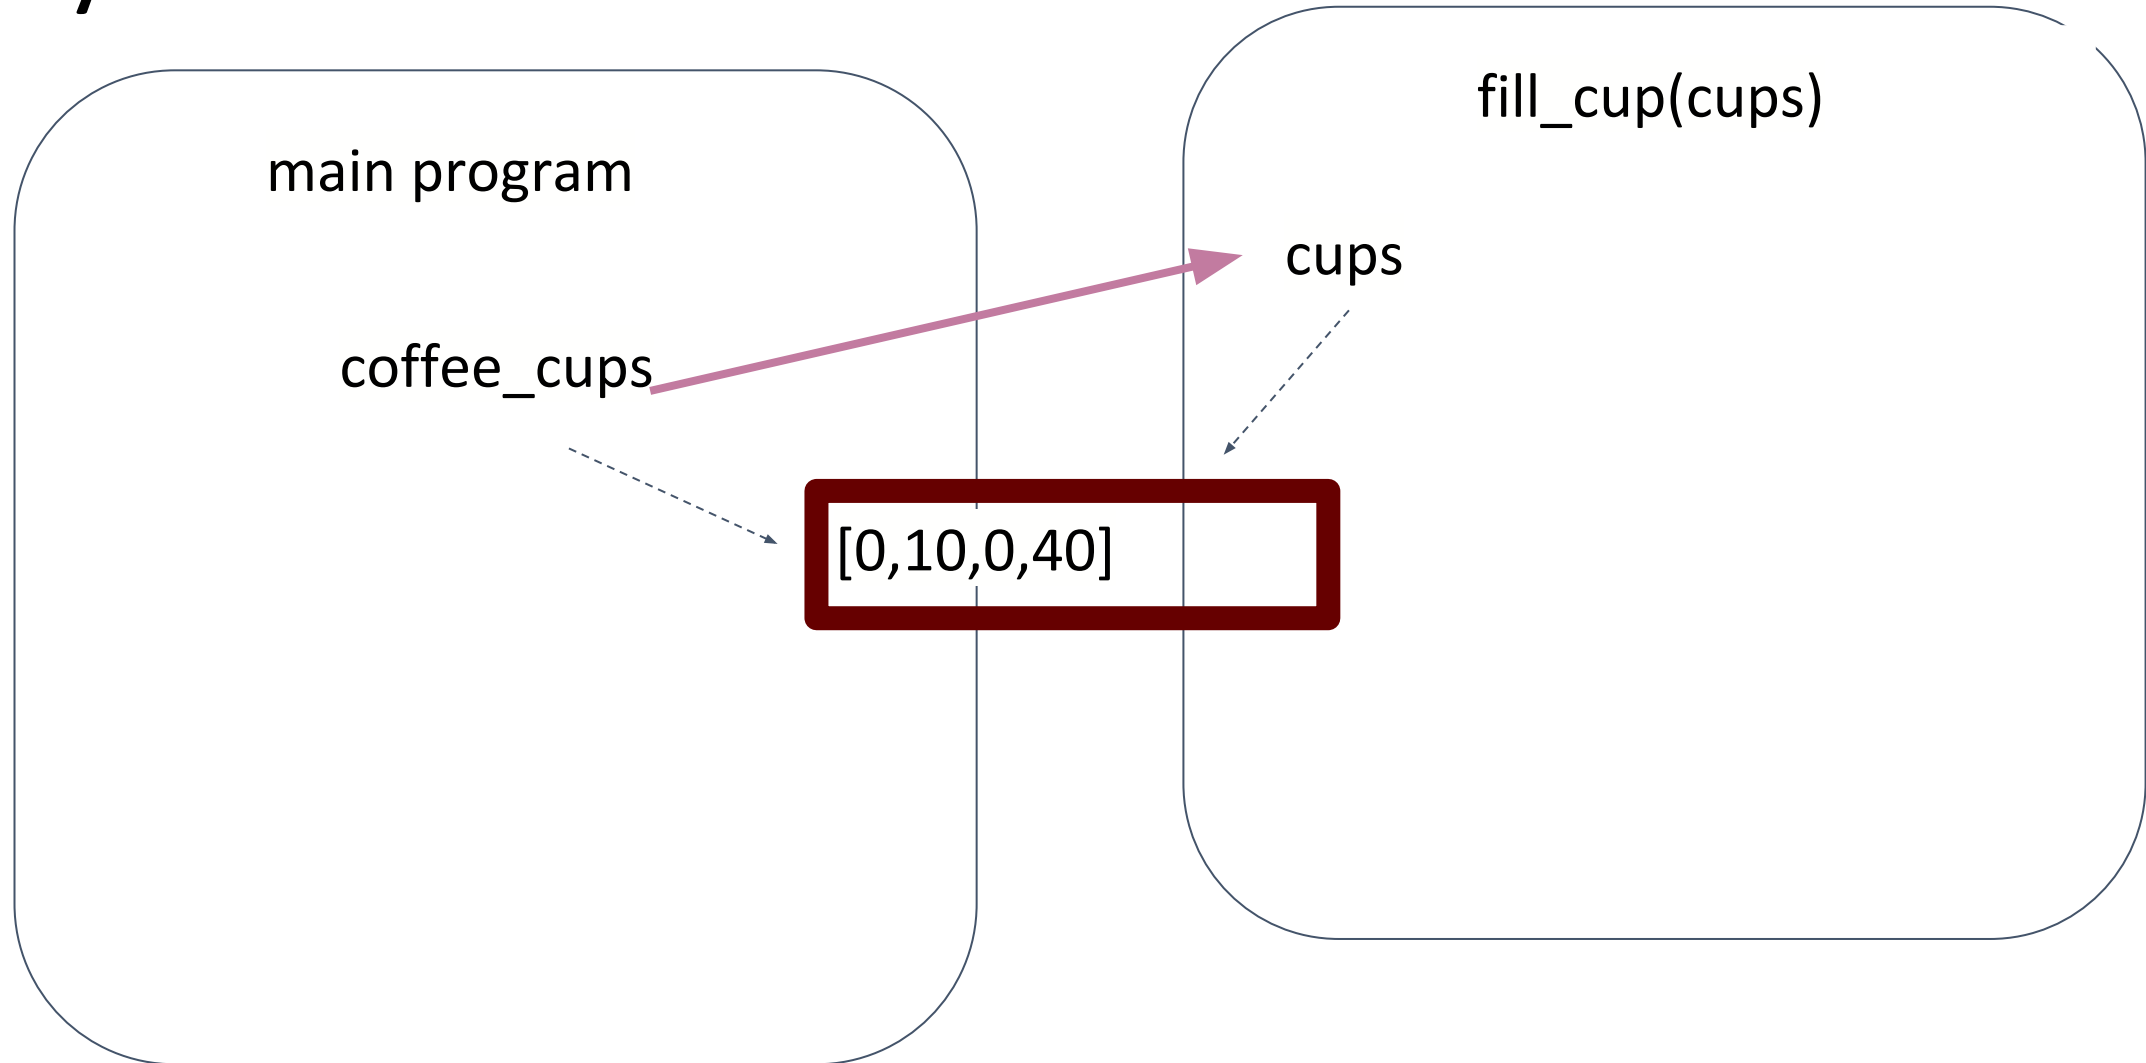 main program
coffee_cups
fill_cup(cups)
cups
[0,10,0,40]